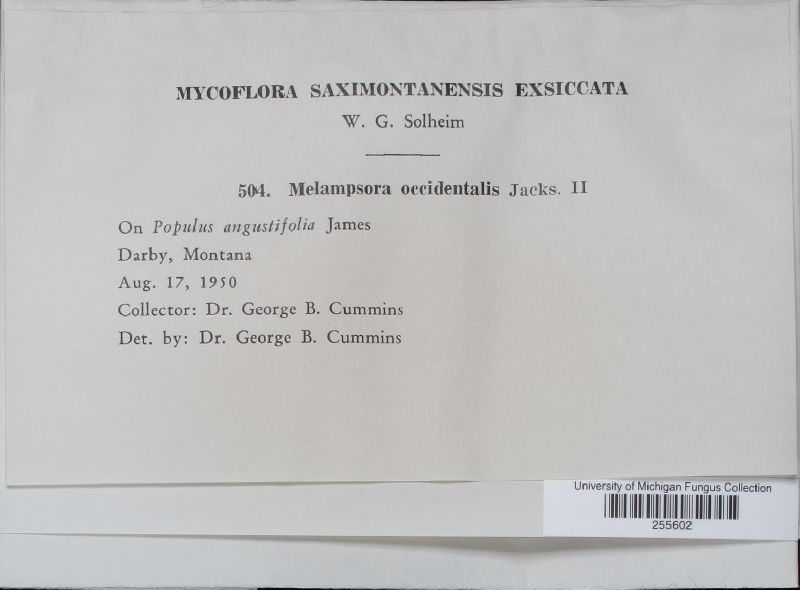 MYCOFLORA SAXIMONTANENSIS EXSICCATA
W. G. Solheim
504. Melampsora occidentalis Jacks. II
On Populus angustifolia James
Darby, Montana
Aug. 17, 1950
Collector: Dr. George B. Cummins
Det. by: Dr. George B. Cummins
University of Michigan Fungus Collection
255602